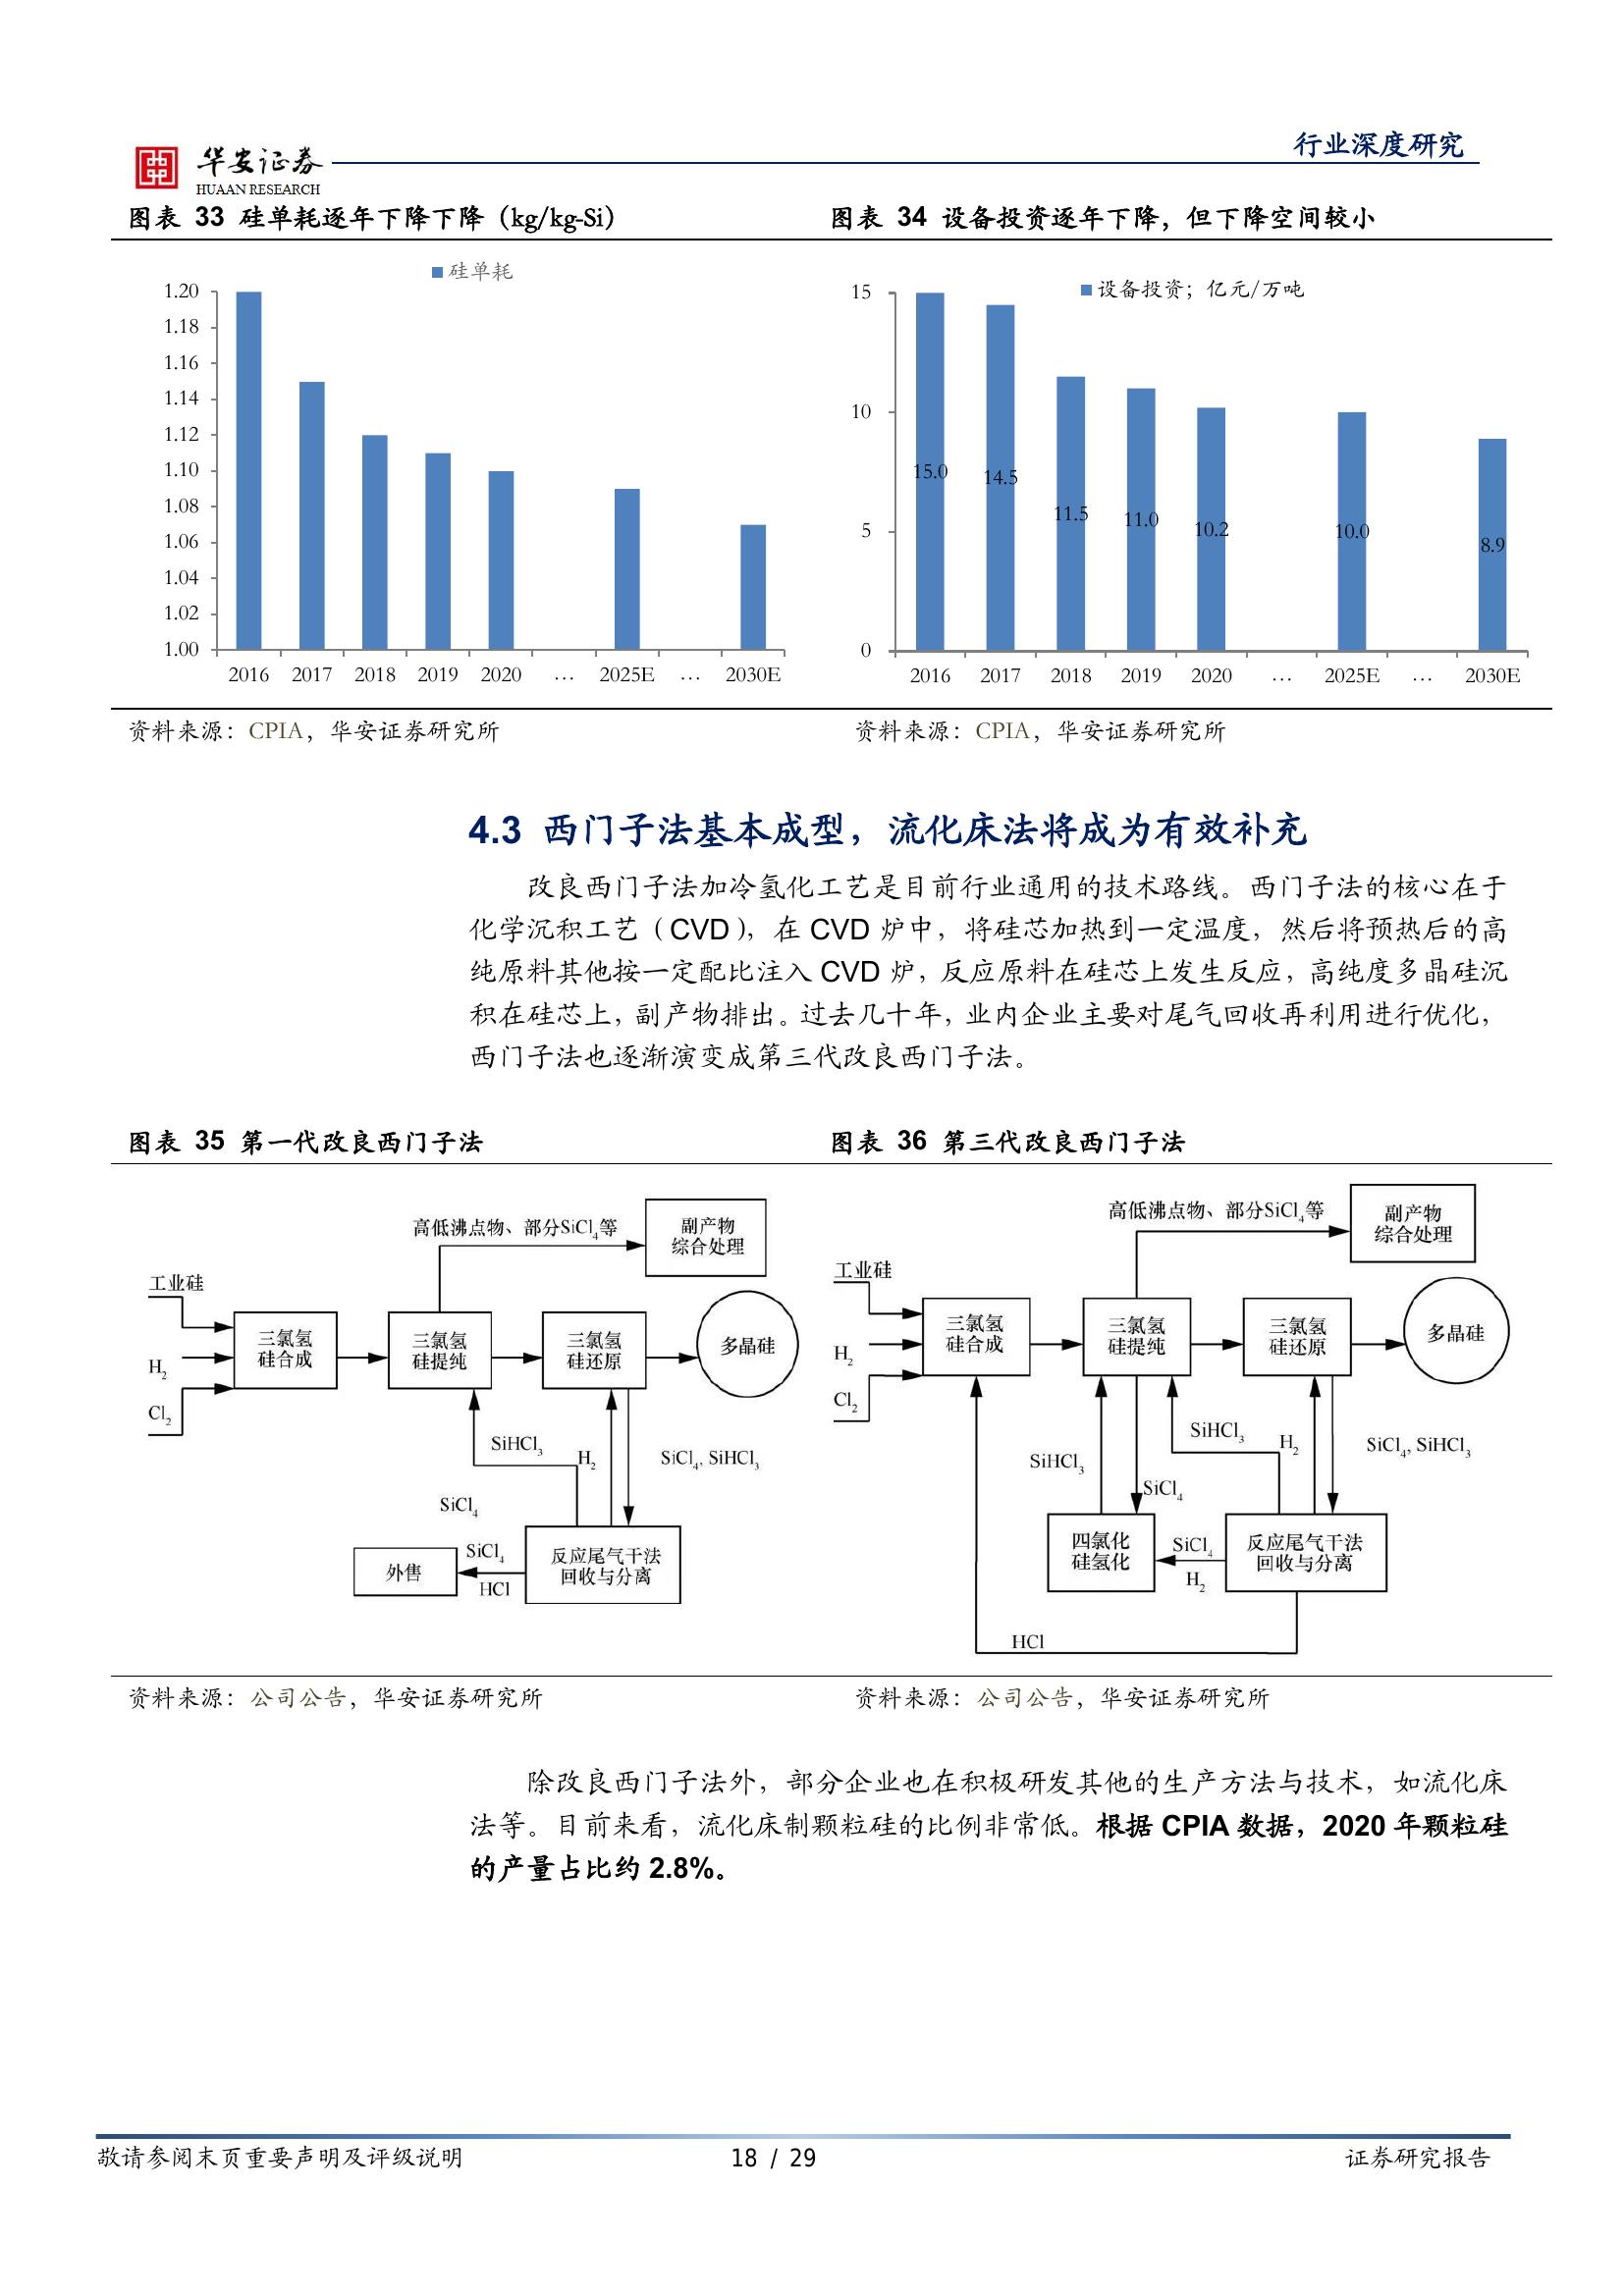 行业深度研究
华安证券
HUAAN RESEARCH
图表 33 硅单耗逐年下降下降（kg/kg-Si）
硅单耗
1.20
1.18
1.16
1.14
1.12
1.10
1.08
1.06
1.04
1.02
1.00
2016 2017 2018 2019 2020 … 2025E … 2030E
资料来源：CPIA，华安证券研究所
图表 34 设备投资逐年下降，但下降空间较小
设备投资；亿元/万吨
15
10
5
0
15.0
14.5
11.5
11.0
10.2
10.0
8.9
2016 2017 2018 2019 2020 … 2025E … 2030E
资料来源：CPIA，华安证券研究所
4.3 西门子法基本成型，流化床法将成为有效补充
改良西门子法加冷氢化工艺是目前行业通用的技术路线。西门子法的核心在于
化学沉积工艺（CVD），在 CVD 炉中，将硅芯加热到一定温度，然后将预热后的高
纯原料其他按一定配比注入 CVD 炉，反应原料在硅芯上发生反应，高纯度多晶硅沉
积在硅芯上，副产物排出。过去几十年，业内企业主要对尾气回收再利用进行优化，
西门子法也逐渐演变成第三代改良西门子法。
图表 35 第一代改良西门子法
高低沸点物、部分SiCl₄等
副产物
综合处理
工业硅
H₂
Cl₂
三氯氢
硅合成
三氯氢
硅提纯
三氯氢
硅还原
多晶硅
SiHCl₃
H₂
SiCl₄, SiHCl₃
SiCl₄
外售
SiCl₄
HCl
反应尾气干法
回收与分离
资料来源：公司公告，华安证券研究所
图表 36 第三代改良西门子法
高低沸点物、部分SiCl₄等
副产物
综合处理
工业硅
H₂
Cl₂
三氯氢
硅合成
三氯氢
硅提纯
三氯氢
硅还原
多晶硅
SiHCl₃
SiCl₄
SiHCl₃
H₂
SiCl₄, SiHCl₃
四氯化
硅氢化
SiCl₄
H₂
反应尾气干法
回收与分离
HCl
资料来源：公司公告，华安证券研究所
除改良西门子法外，部分企业也在积极研发其他的生产方法与技术，如流化床
法等。目前来看，流化床制颗粒硅的比例非常低。根据 CPIA 数据，2020 年颗粒硅
的产量占比约 2.8%。
敬请参阅末页重要声明及评级说明
18 / 29
证券研究报告